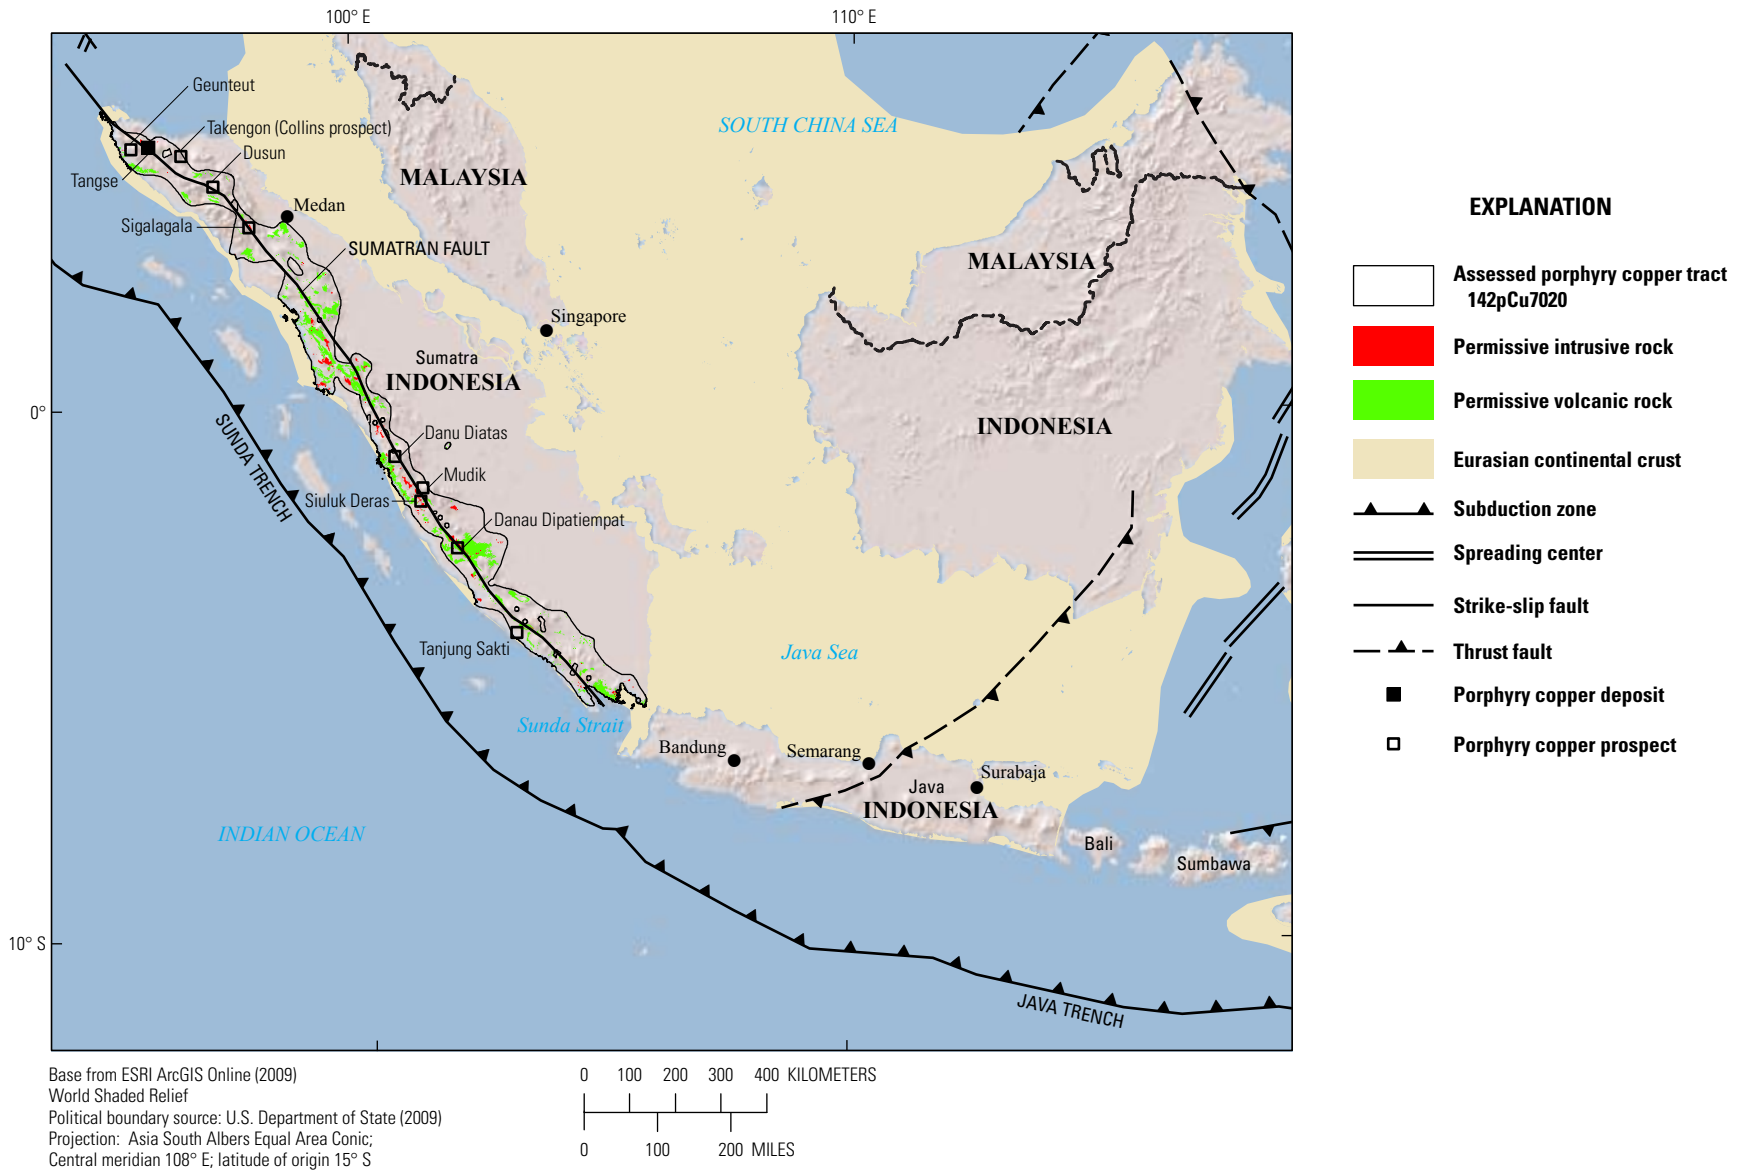 100° E
110° E
Geunteut
Takengon (Collins prospect)
Dusun
Tangse
Medan
Sigalagala
SUMATRAN FAULT
SOUTH CHINA SEA
MALAYSIA
MALAYSIA
Singapore
Sumatra
INDONESIA
INDONESIA
0°
SUNDA TRENCH
Danu Diatas
Mudik
Siuluk Deras
Danau Dipatiempat
Tanjung Sakti
Java Sea
Sunda Strait
Bandung
Semarang
Surabaja
Java
INDONESIA
INDIAN OCEAN
Bali
Sumbawa
10° S
JAVA TRENCH
EXPLANATION
Assessed porphyry copper tract
142pCu7020
Permissive intrusive rock
Permissive volcanic rock
Eurasian continental crust
Subduction zone
Spreading center
Strike-slip fault
Thrust fault
Porphyry copper deposit
Porphyry copper prospect
Base from ESRI ArcGIS Online (2009)
World Shaded Relief
Political boundary source: U.S. Department of State (2009)
Projection: Asia South Albers Equal Area Conic;
Central meridian 108° E; latitude of origin 15° S
0 100 200 300 400 KILOMETERS
0 100 200 MILES